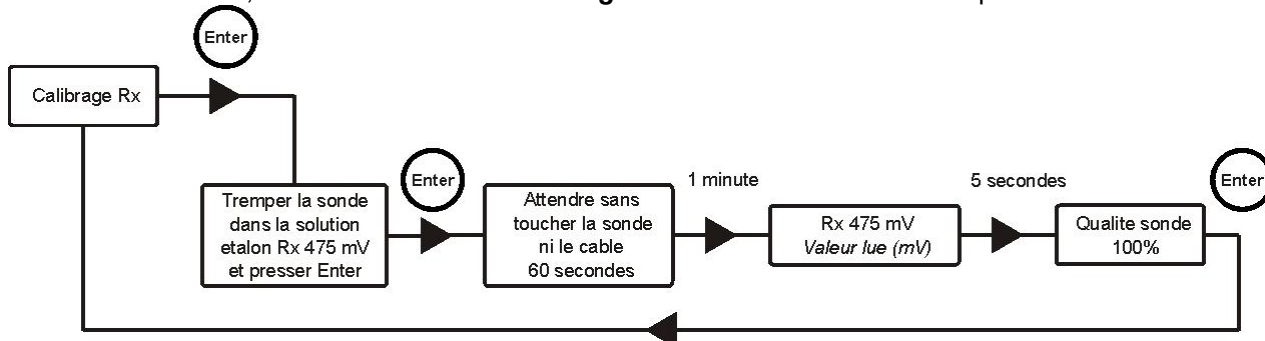 Enter
Calibrage Rx
Tremper la sonde
dans la solution
etalon Rx 475 mV
et presser Enter
Enter
Attendre sans
toucher la sonde
ni le cable
60 secondes
1 minute
Rx 475 mV
Valeur lue (mV)
5 secondes
Qualite sonde
100%
Enter